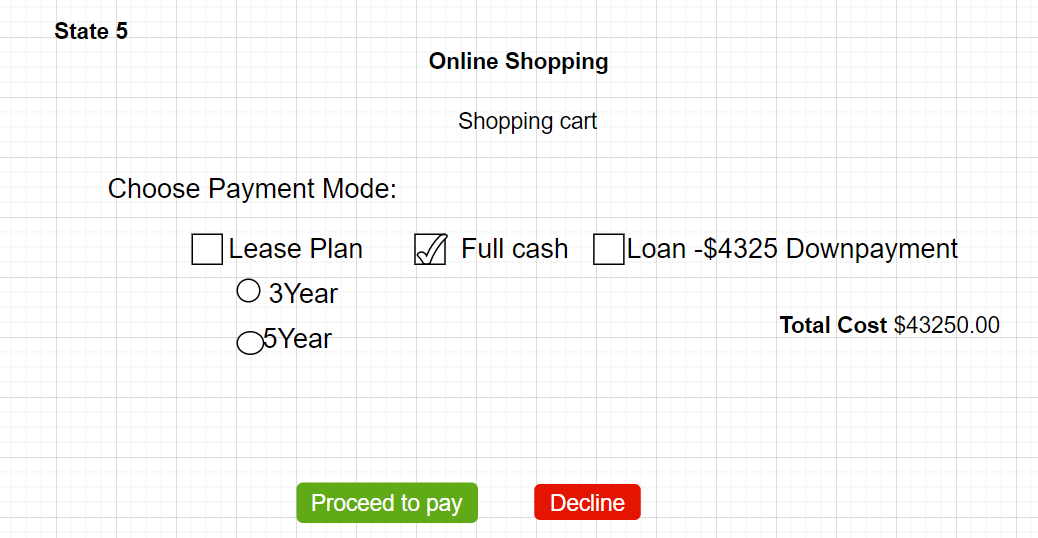 State 5
Online Shopping
Shopping cart
Choose Payment Mode:
Lease Plan Full cash Loan -$4325 Downpayment
3Year
Total Cost $43250.00
5Year
Proceed to pay Decline